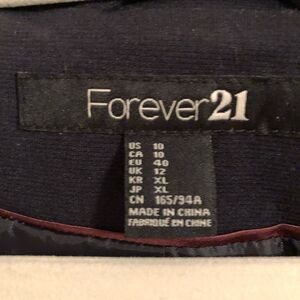 Forever21
US 10
CA 10
EU 40
UK 12
KR XL
JP XL
CN 165/94A
MADE IN CHINA
FABRIQUÉ EN CHINE